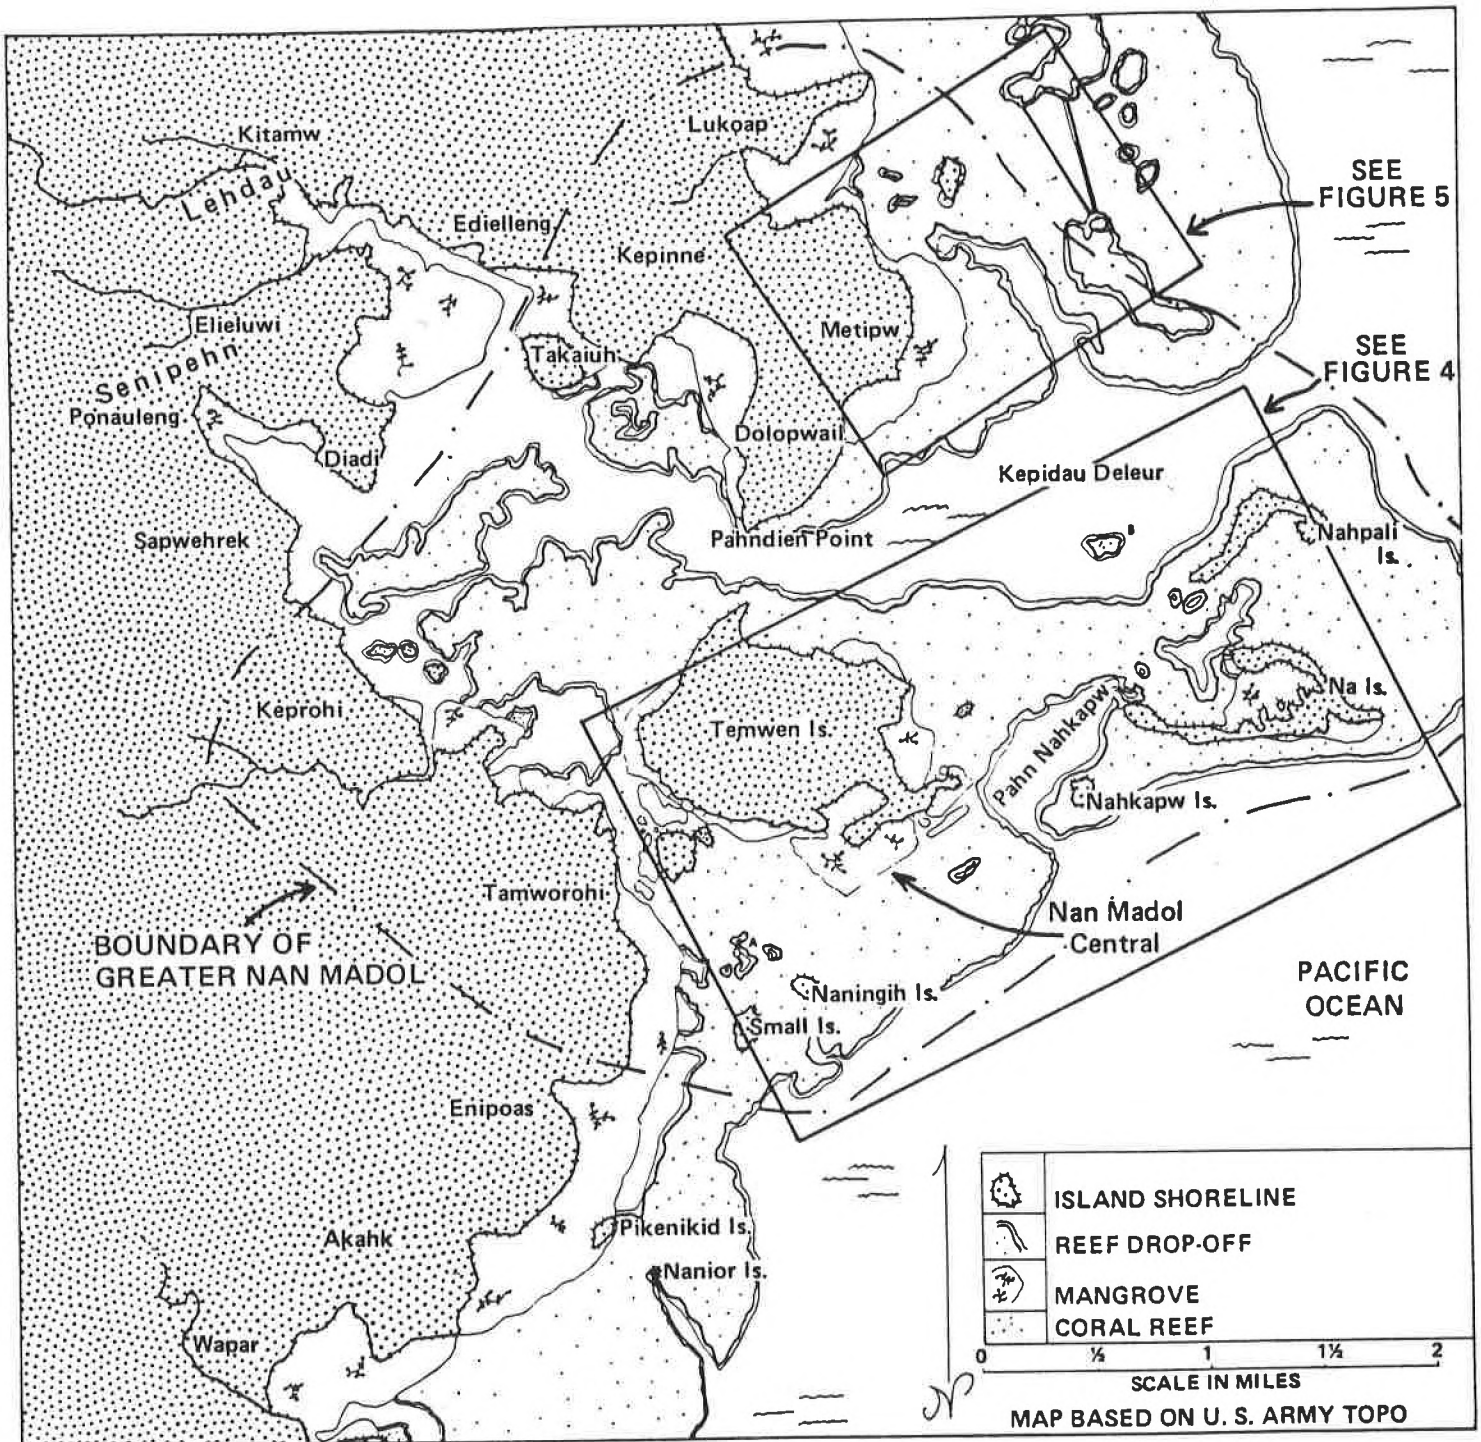 Kitamw
Lukoap
Lehdau
SEE
FIGURE 5
Edielleng
Kepinne
Elieluwi
Metipw
Senipehn
Takaiuh
SEE
FIGURE 4
Ponauleng
Dolopwail
Diadi
Kepidau Deleur
Sapwehrek
Pahndien Point
B
Nahpali
Is.
Keprohi
Temwen Is.
Na Is.
Pahn Nahkapw
Nahkapw Is.
Tamworohi
Nan Madol
Central
BOUNDARY OF
GREATER NAN MADOL
A
Naningih Is.
PACIFIC
OCEAN
Small Is.
Enipoas
ISLAND SHORELINE
Akahk
Pikenikid Is.
REEF DROP-OFF
Nanior Is.
MANGROVE
CORAL REEF
Wapar
0 ½ 1 1½ 2
SCALE IN MILES
N
MAP BASED ON U. S. ARMY TOPO